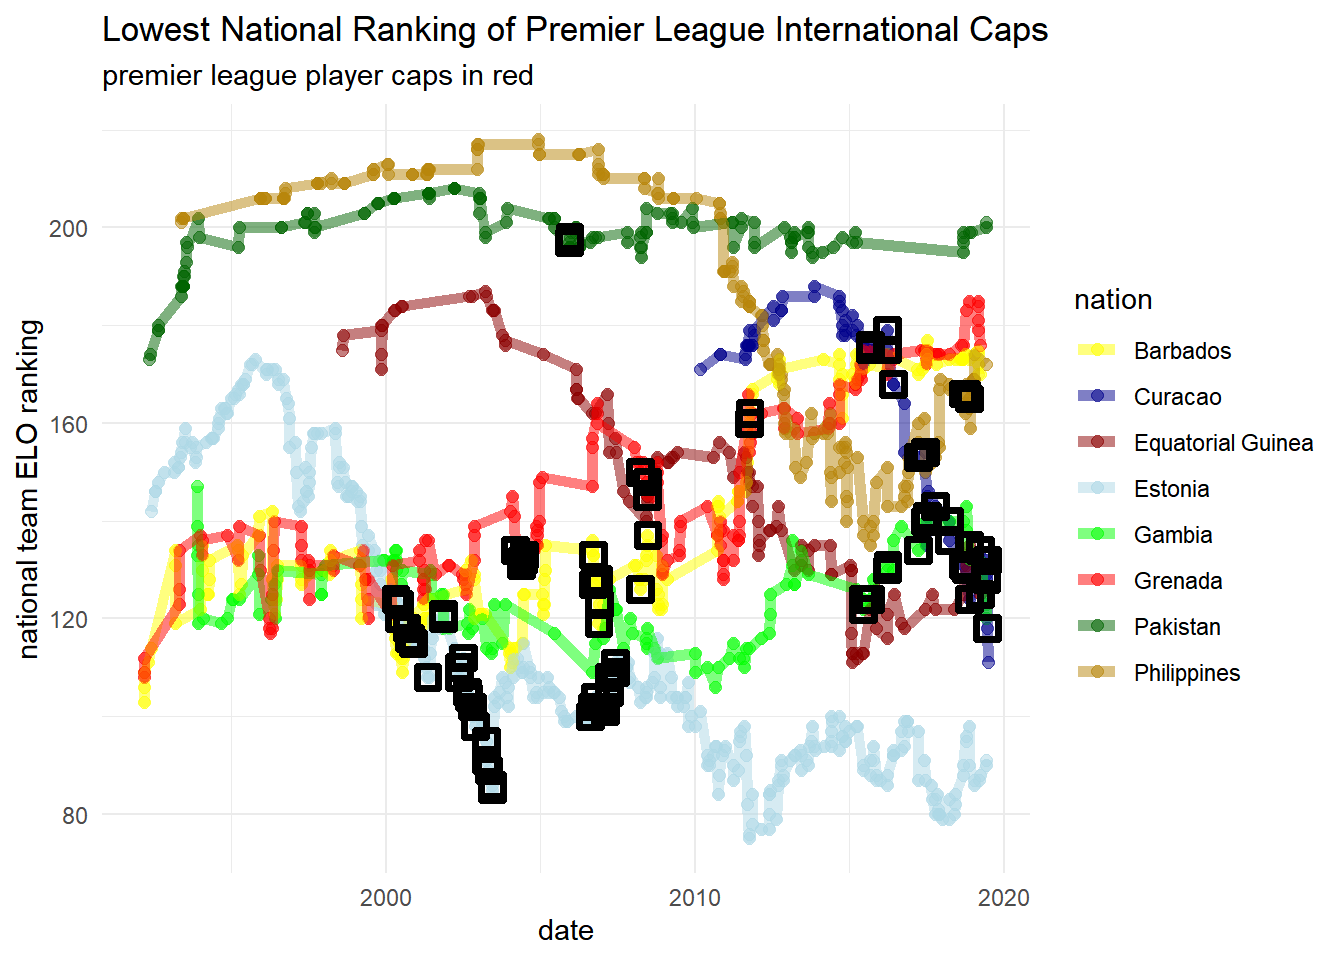 Lowest National Ranking of Premier League International Caps
premier league player caps in red
national team ELO ranking
200
160
120
80
2000
2010
2020
date
nation
Barbados
Curacao
Equatorial Guinea
Estonia
Gambia
Grenada
Pakistan
Philippines